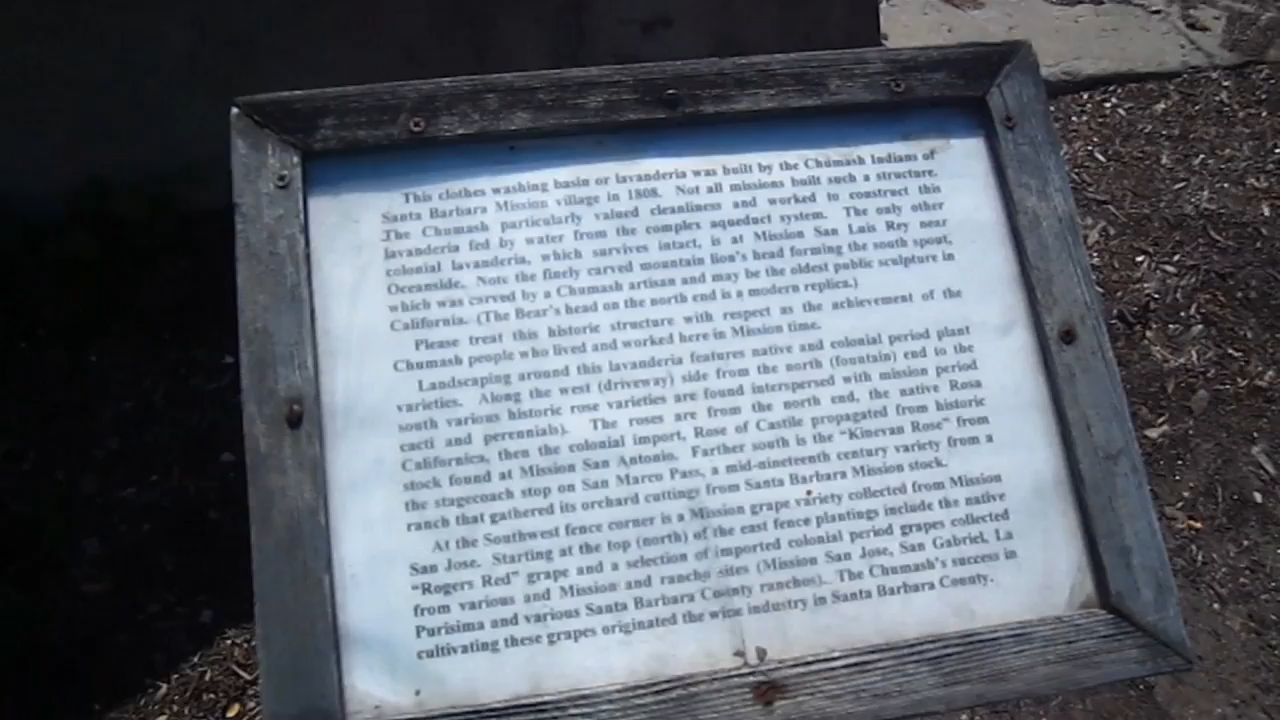 This clothes washing basin or lavanderia was built by the Chumash Indians of
Santa Barbara Mission village in 1808. Not all missions built such a structure.
The Chumash particularly valued cleanliness and worked to construct this
lavanderia fed by water from the complex aqueduct system. The only other
colonial lavanderia, which survives intact, is at Mission San Luis Rey near
Oceanside. Note the finely carved mountain lion's head forming the south spout,
which was carved by a Chumash artisan and may be the oldest public sculpture in
California. (The Bear's head on the north end is a modern replica.)
Please treat this historic structure with respect as the achievement of the
Chumash people who lived and worked here in Mission time.
Landscaping around this lavanderia features native and colonial period plant
varieties. Along the west (driveway) side from the north (fountain) end to the
south various historic rose varieties are found interspersed with mission period
cacti and perennials). The roses are from the north end, the native Rosa
Californica, then the colonial import, Rose of Castile propagated from historic
stock found at Mission San Antonio. Farther south is the “Kinevan Rose” from
the stagecoach stop on San Marco Pass, a mid-nineteenth century variety from a
ranch that gathered its orchard cuttings from Santa Barbara Mission stock.
At the Southwest fence corner is a Mission grape variety collected from Mission
San Jose. Starting at the top (north) of the east fence plantings include the native
“Rogers Red” grape and a selection of imported colonial period grapes collected
from various and Mission and rancho sites (Mission San Jose, San Gabriel, La
Purisima and various Santa Barbara County ranchos). The Chumash's success in
cultivating these grapes originated the wine industry in Santa Barbara County.